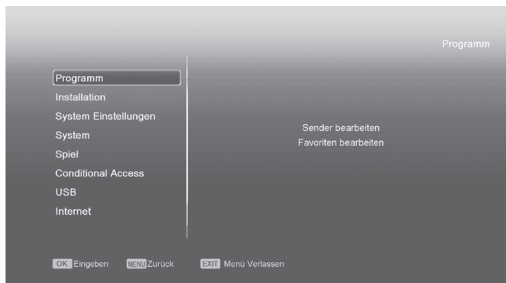 Programm
Programm
Installation
System Einstellungen
System
Spiel
Conditional Access
USB
Internet
Sender bearbeiten
Favoriten bearbeiten
OK Eingeben MENU Zurück EXIT Menü Verlassen